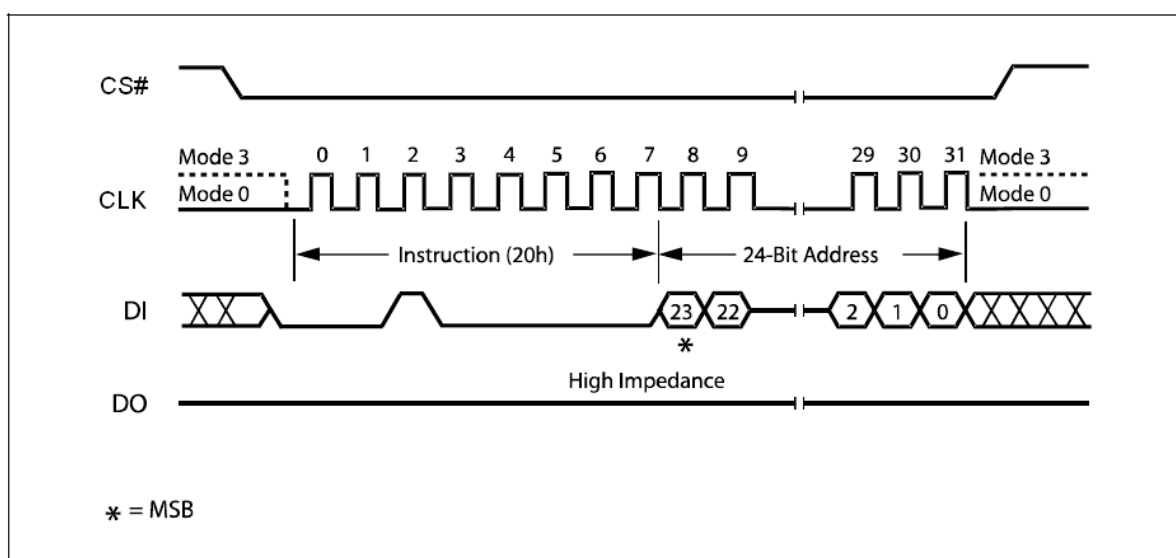 CS#
Mode 3 0 1 2 3 4 5 6 7 8 9 29 30 31 Mode 3
CLK Mode 0 Mode 0
Instruction (20h) 24-Bit Address
DI 23 22 2 1 0
*
High Impedance
DO
* = MSB